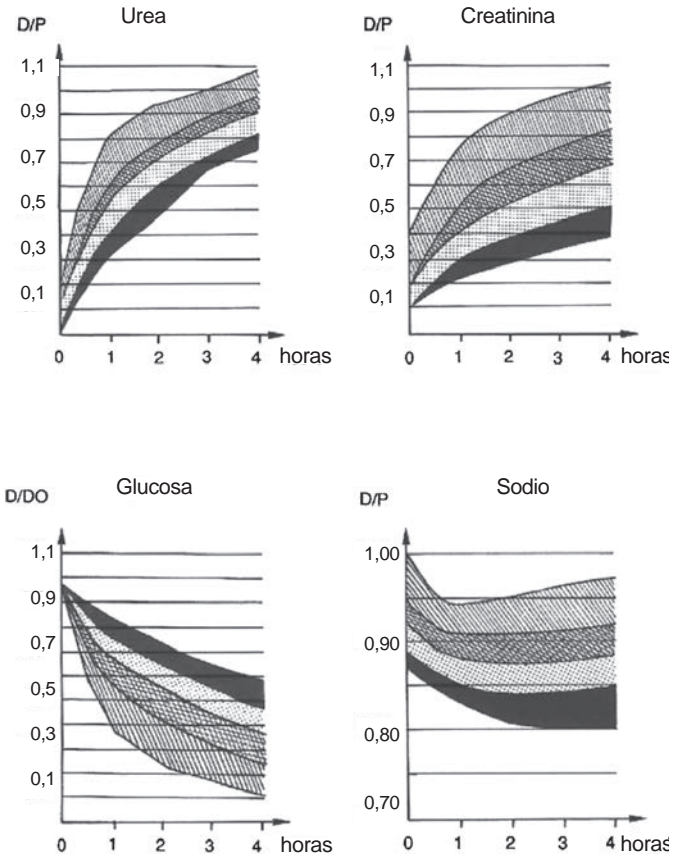 Urea
D/P
1,1
0,9
0,7
0,5
0,3
0,1
0 1 2 3 4 horas
Creatinina
D/P
1,1
0,9
0,7
0,5
0,3
0,1
0 1 2 3 4 horas
Glucosa
D/DO
1,1
0,9
0,7
0,5
0,3
0,1
0 1 2 3 4 horas
Sodio
D/P
1,00
0,90
0,80
0,70
0 1 2 3 4 horas